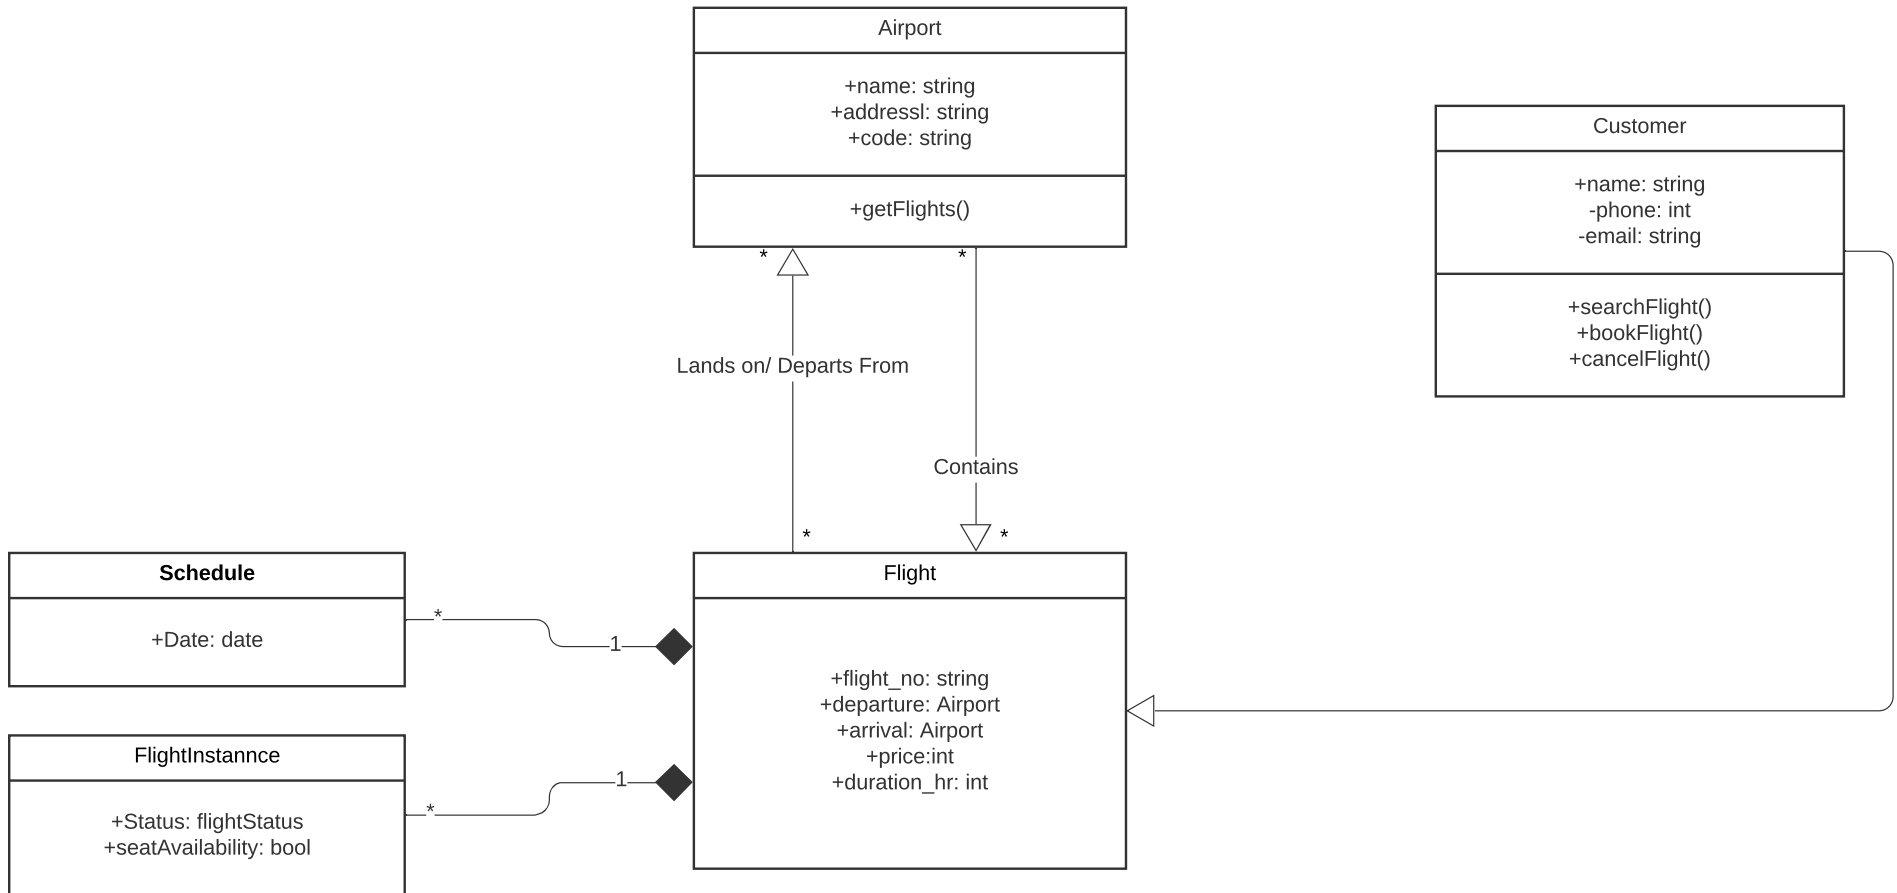 Airport
+name: string
+addressl: string
+code: string
+getFlights()
*
*
Customer
+name: string
-phone: int
-email: string
+searchFlight()
+bookFlight()
+cancelFlight()
Lands on/ Departs From
Contains
*
*
Schedule
+Date: date
*
1
Flight
+flight_no: string
+departure: Airport
+arrival: Airport
+price:int
+duration_hr: int
FlightInstannce
+Status: flightStatus
+seatAvailability: bool
*
1